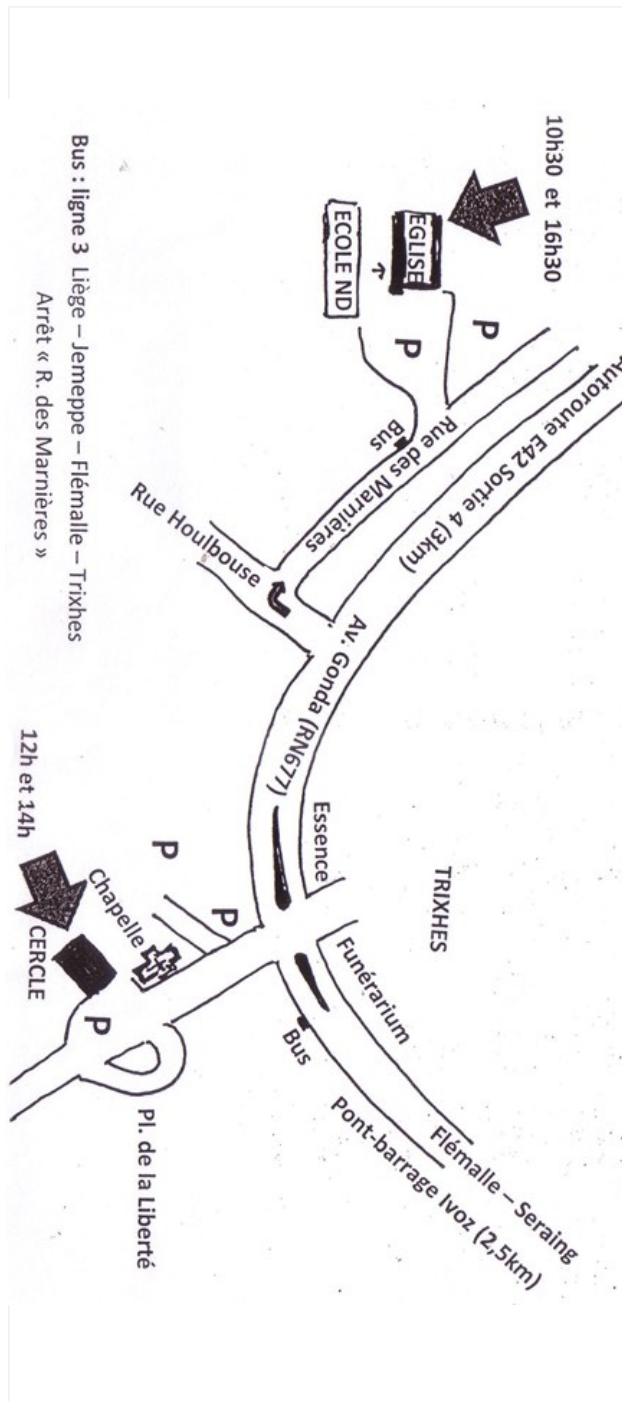 10h30 et 16h30
EGLISE
ECOLE ND
P
P
Bus
Rue des Marnières
Autoroute E42 Sortie 4 (3km)
Rue Houlbouse
Av. Gonda (RN677)
Essence
TRIXHES
Funérarium
Flémalle – Seraing
Pont-barrage Ivoz (2,5km)
Bus
P
P
Chapelle
12h et 14h
CERCLE
P
Pl. de la Liberté
Bus : ligne 3 Liège – Jemeppe – Flémalle – Trixhes
Arrêt « R. des Marnières »